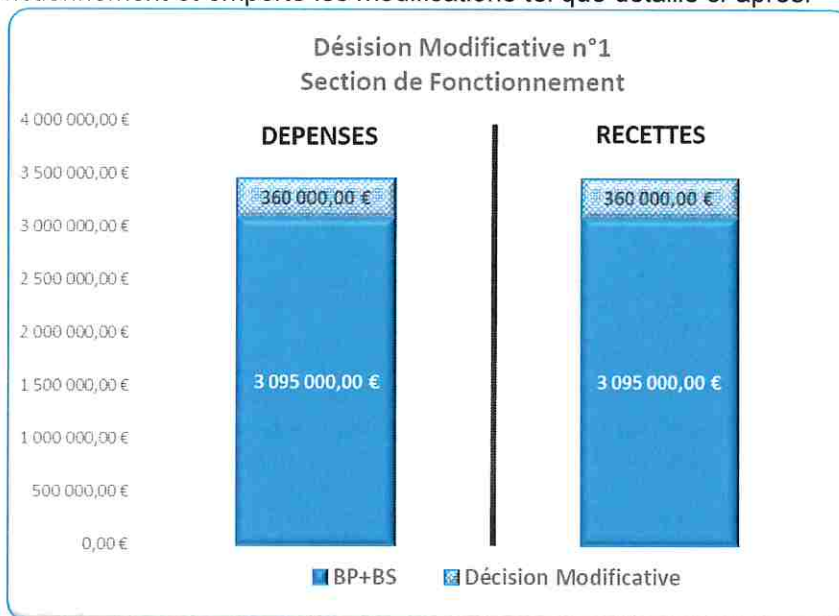 Désision Modificative n°1
Section de Fonctionnement
4 000 000,00 €
DEPENSES
RECETTES
3 500 000,00 €
360 000,00 €
360 000,00 €
3 000 000,00 €
2 500 000,00 €
2 000 000,00 €
3 095 000,00 €
3 095 000,00 €
1 500 000,00 €
1 000 000,00 €
500 000,00 €
0,00 €
BP+BS
Décision Modificative